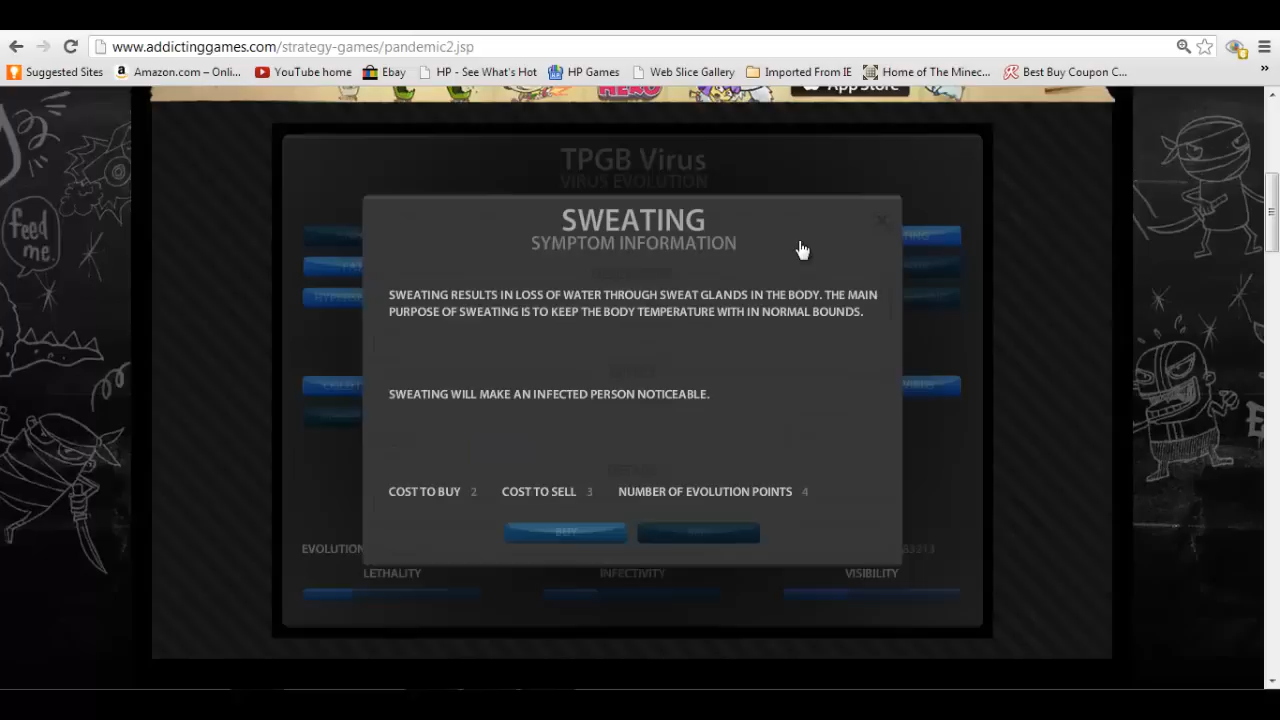 www.addictinggames.com/strategy-games/pandemic2.jsp
Suggested Sites Amazon.com – Onli... YouTube home Ebay HP - See What's Hot HP Games Web Slice Gallery Imported From IE Home of The Minec... Best Buy Coupon C... »
HERO App Store
feed me.
TPGB Virus
VIRUS EVOLUTION
SWEATING
SYMPTOM INFORMATION
SWEATING RESULTS IN LOSS OF WATER THROUGH SWEAT GLANDS IN THE BODY. THE MAIN
PURPOSE OF SWEATING IS TO KEEP THE BODY TEMPERATURE WITH IN NORMAL BOUNDS.
SWEATING WILL MAKE AN INFECTED PERSON NOTICEABLE.
COST TO BUY 2 COST TO SELL 3 NUMBER OF EVOLUTION POINTS 4
BUY
EVOLUTION
LETHALITY INFECTIVITY VISIBILITY